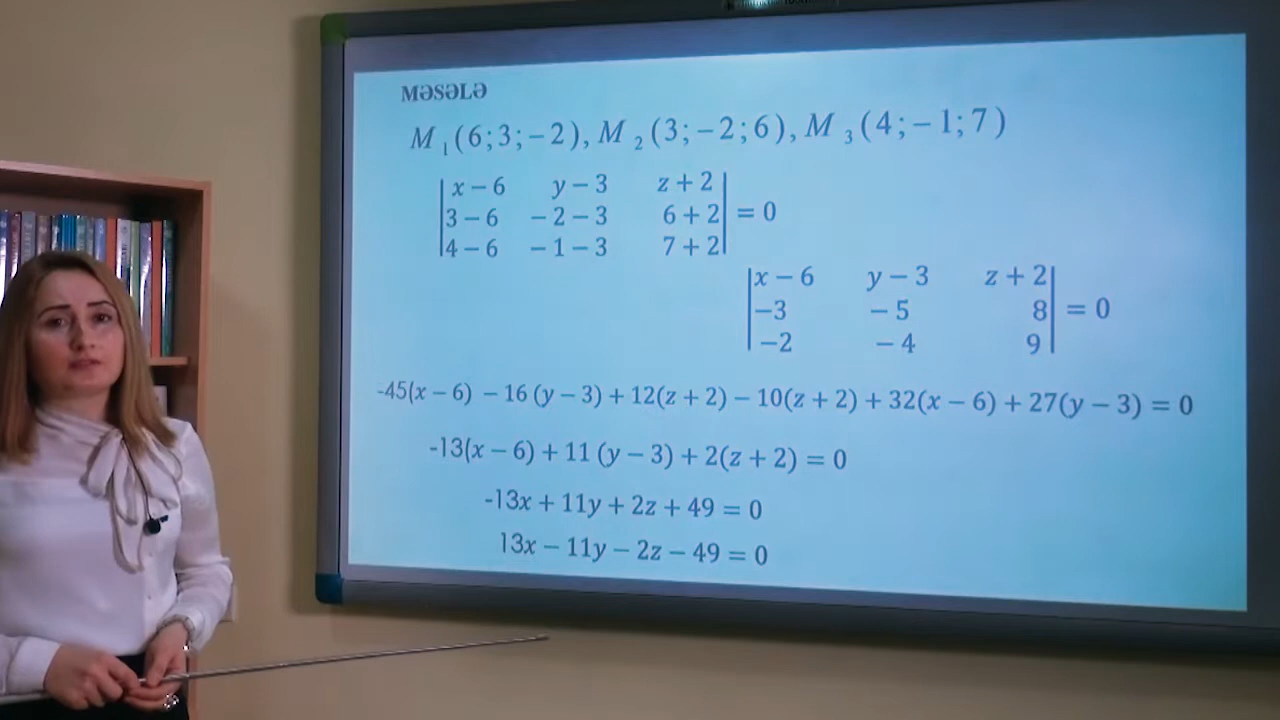 MƏSƏLƏ
M₁(6;3;−2), M₂(3;−2;6), M₃(4;−1;7)
|x − 6 y − 3 z + 2|
|3 − 6 − 2 − 3 6 + 2| = 0
|4 − 6 − 1 − 3 7 + 2|
|x − 6 y − 3 z + 2|
|−3 − 5 8| = 0
|−2 − 4 9|
-45(x − 6) − 16 (y − 3) + 12(z + 2) − 10(z + 2) + 32(x − 6) + 27(y − 3) = 0
-13(x − 6) + 11 (y − 3) + 2(z + 2) = 0
-13x + 11y + 2z + 49 = 0
13x − 11y − 2z − 49 = 0